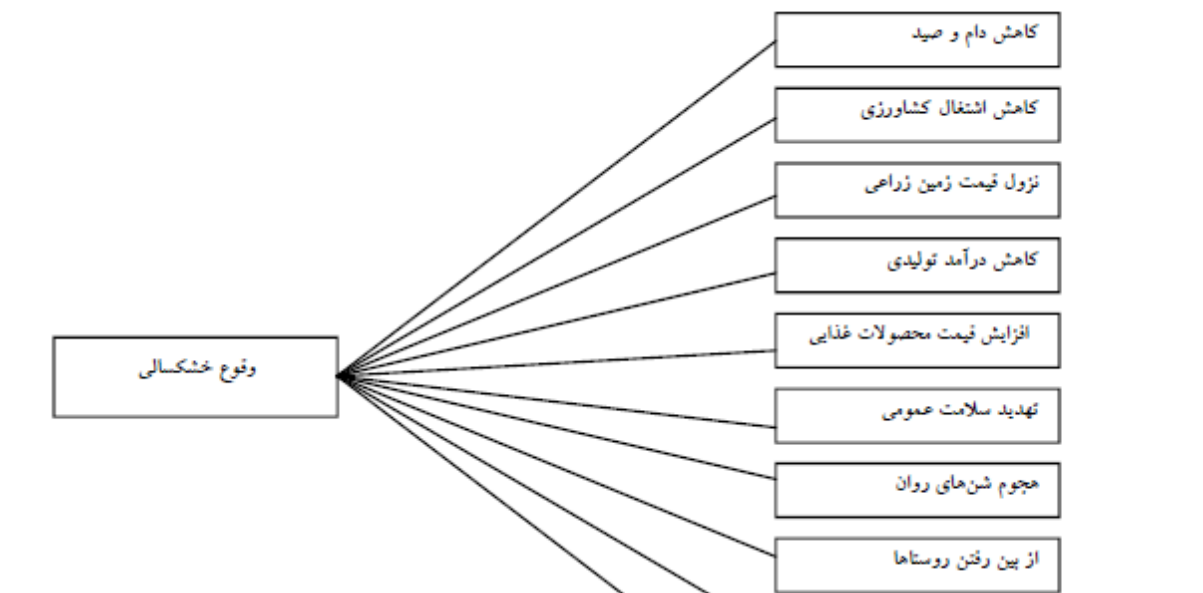 کاهش دام و صید
کاهش اشتغال کشاورزی
نزول قیمت زمین زراعی
کاهش درآمد تولیدی
افزایش قیمت محصولات غذایی
وقوع خشکسالی
تهدید سلامت عمومی
هجوم شن‌های روان
از بین رفتن روستاها